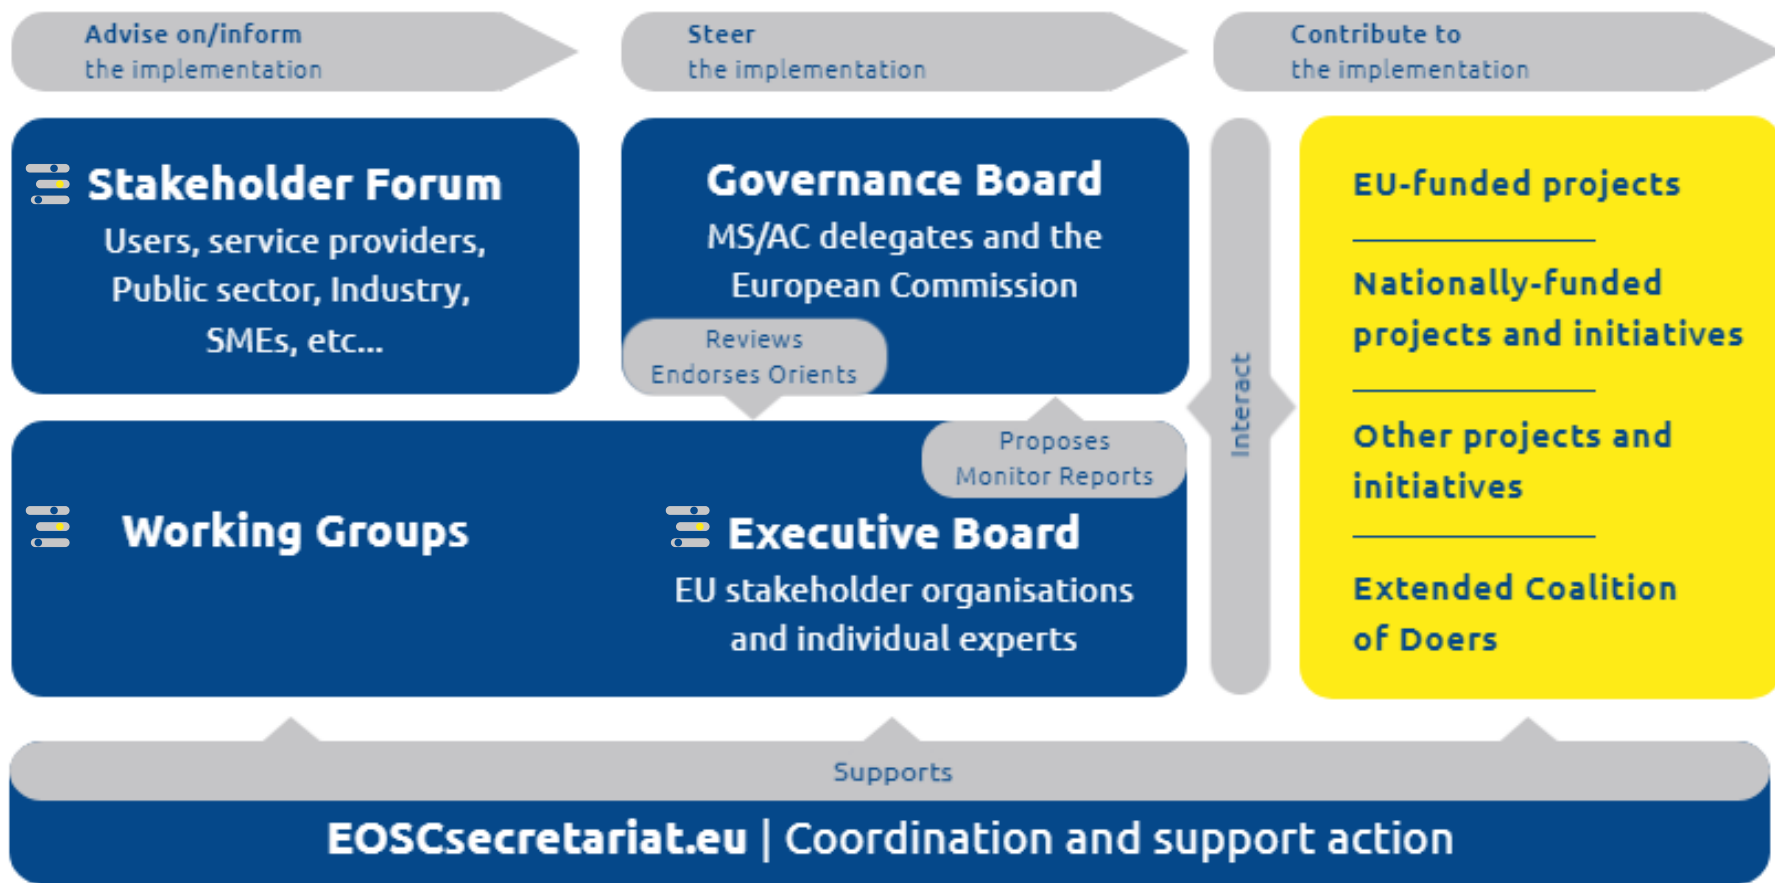 Advise on/inform
the implementation
Steer
the implementation
Contribute to
the implementation
Stakeholder Forum
Users, service providers,
Public sector, Industry,
SMEs, etc...
Governance Board
MS/AC delegates and the
European Commission
Reviews
Endorses Orients
Proposes
Monitor Reports
Working Groups
Executive Board
EU stakeholder organisations
and individual experts
Interact
EU-funded projects
Nationally-funded
projects and initiatives
Other projects and
initiatives
Extended Coalition
of Doers
Supports
EOSCsecretariat.eu | Coordination and support action